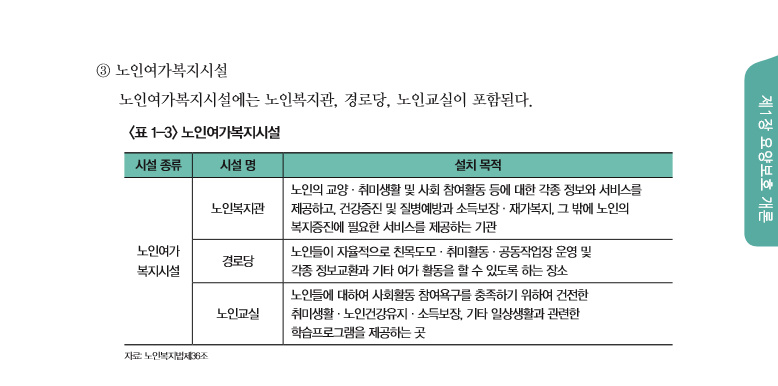 ③ 노인여가복지시설
노인여가복지시설에는 노인복지관, 경로당, 노인교실이 포함된다.
〈표 1-3〉 노인여가복지시설
시설 종류 시설 명 설치 목적
노인여가
복지시설
노인복지관
노인의 교양 · 취미생활 및 사회 참여활동 등에 대한 각종 정보와 서비스를
제공하고, 건강증진 및 질병예방과 소득보장 · 재가복지, 그 밖에 노인의
복지증진에 필요한 서비스를 제공하는 기관
경로당
노인들이 자율적으로 친목도모 · 취미활동 · 공동작업장 운영 및
각종 정보교환과 기타 여가 활동을 할 수 있도록 하는 장소
노인교실
노인들에 대하여 사회활동 참여욕구를 충족하기 위하여 건전한
취미생활 · 노인건강유지 · 소득보장, 기타 일상생활과 관련한
학습프로그램을 제공하는 곳
자료: 노인복지법제36조
제1장 요양보호 개론